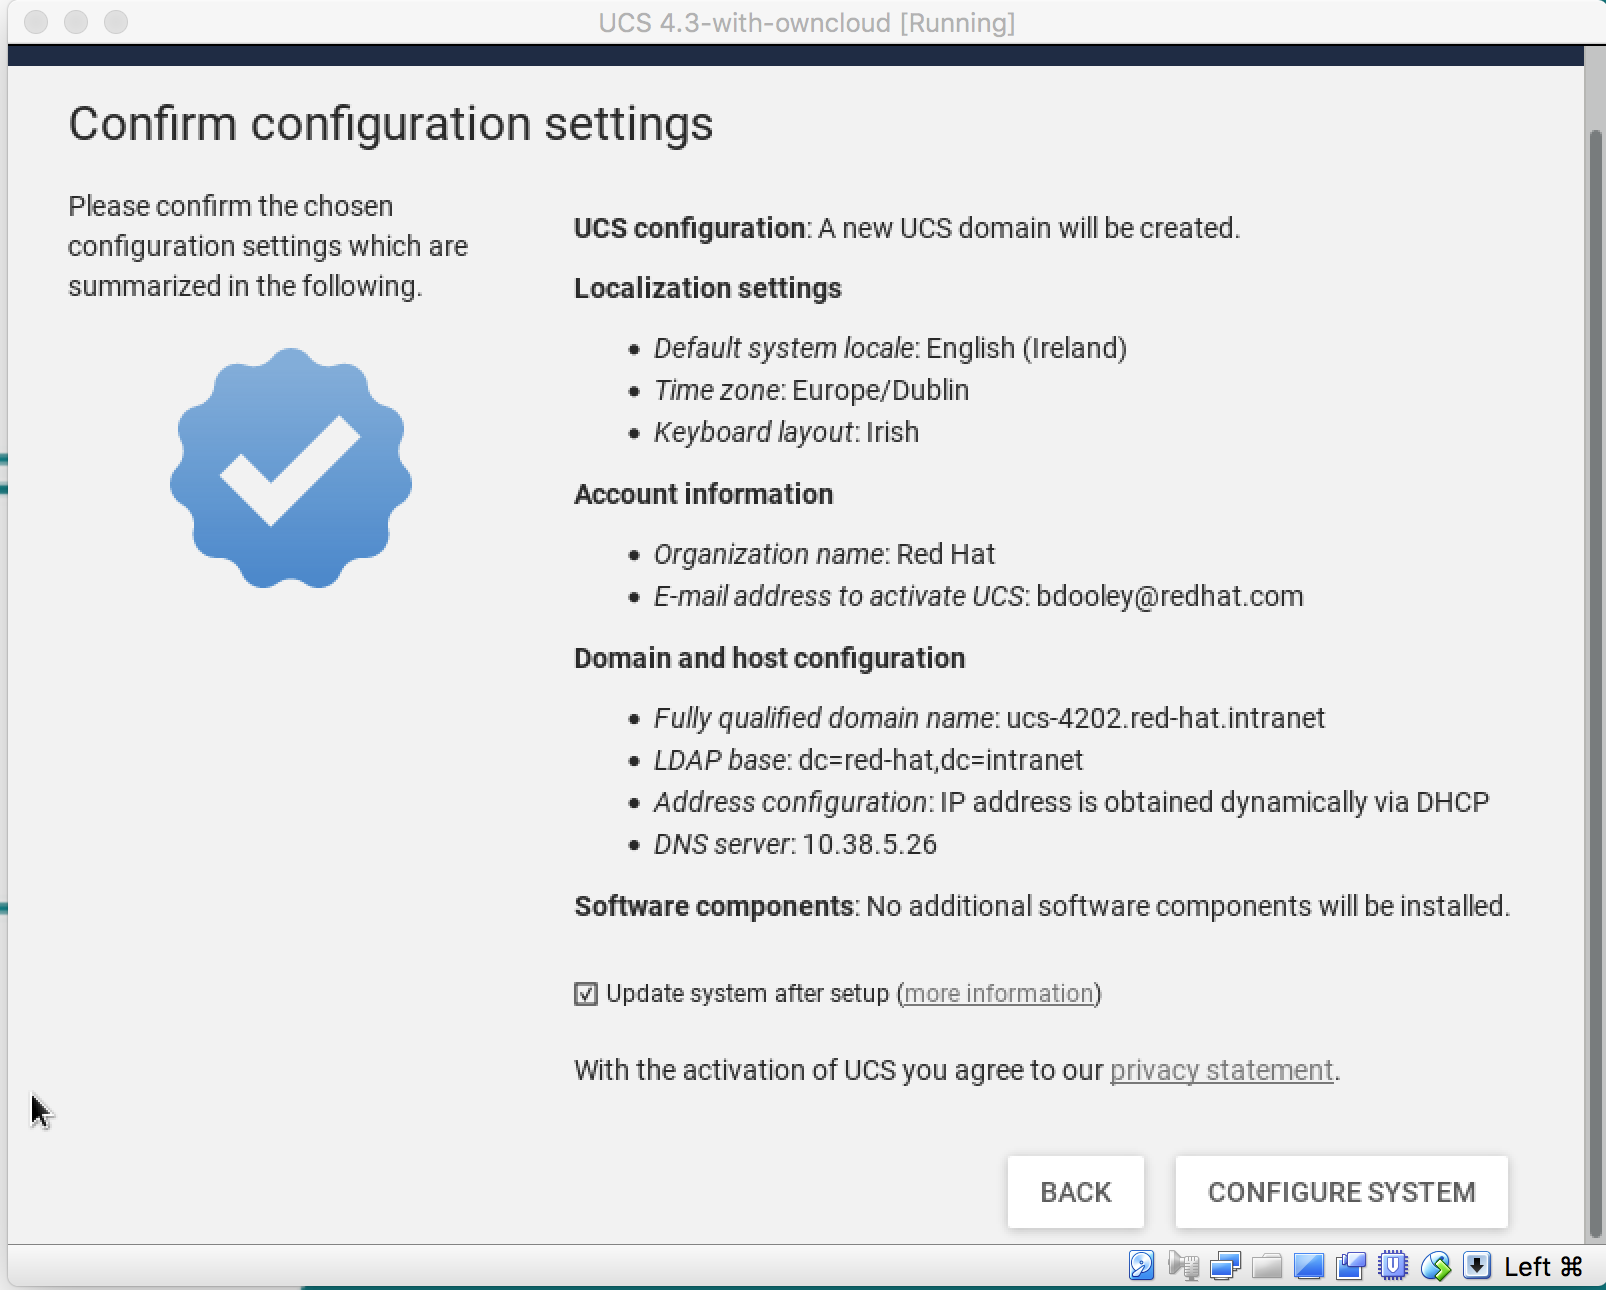 UCS 4.3-with-owncloud [Running]
Confirm configuration settings
Please confirm the chosen
configuration settings which are
summarized in the following.
UCS configuration: A new UCS domain will be created.
Localization settings
• Default system locale: English (Ireland)
• Time zone: Europe/Dublin
• Keyboard layout: Irish
Account information
• Organization name: Red Hat
• E-mail address to activate UCS: bdooley@redhat.com
Domain and host configuration
• Fully qualified domain name: ucs-4202.red-hat.intranet
• LDAP base: dc=red-hat,dc=intranet
• Address configuration: IP address is obtained dynamically via DHCP
• DNS server: 10.38.5.26
Software components: No additional software components will be installed.
Update system after setup (more information)
With the activation of UCS you agree to our privacy statement.
BACK
CONFIGURE SYSTEM
Left ⌘